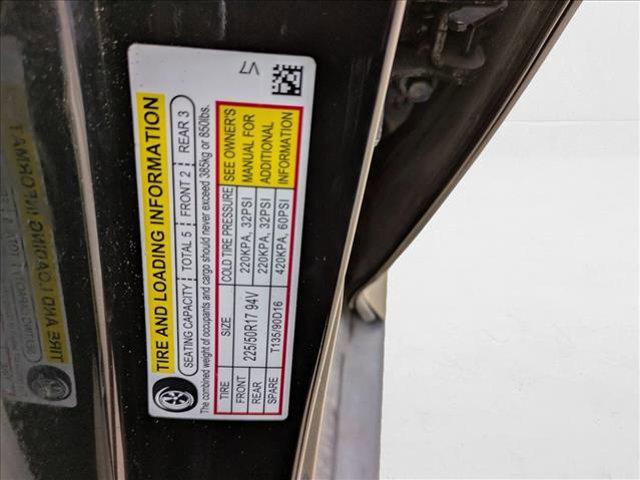 TIRE AND LOADING INFORMATION
SEATING CAPACITY TOTAL 5 FRONT 2 REAR 3
The combined weight of occupants and cargo should never exceed 385kg or 850lbs.
TIRE SIZE COLD TIRE PRESSURE SEE OWNER'S
FRONT 225/50R17 94V 220KPA, 32PSI MANUAL FOR
REAR 220KPA, 32PSI ADDITIONAL
SPARE T135/90D16 420KPA, 60PSI INFORMATION
V7